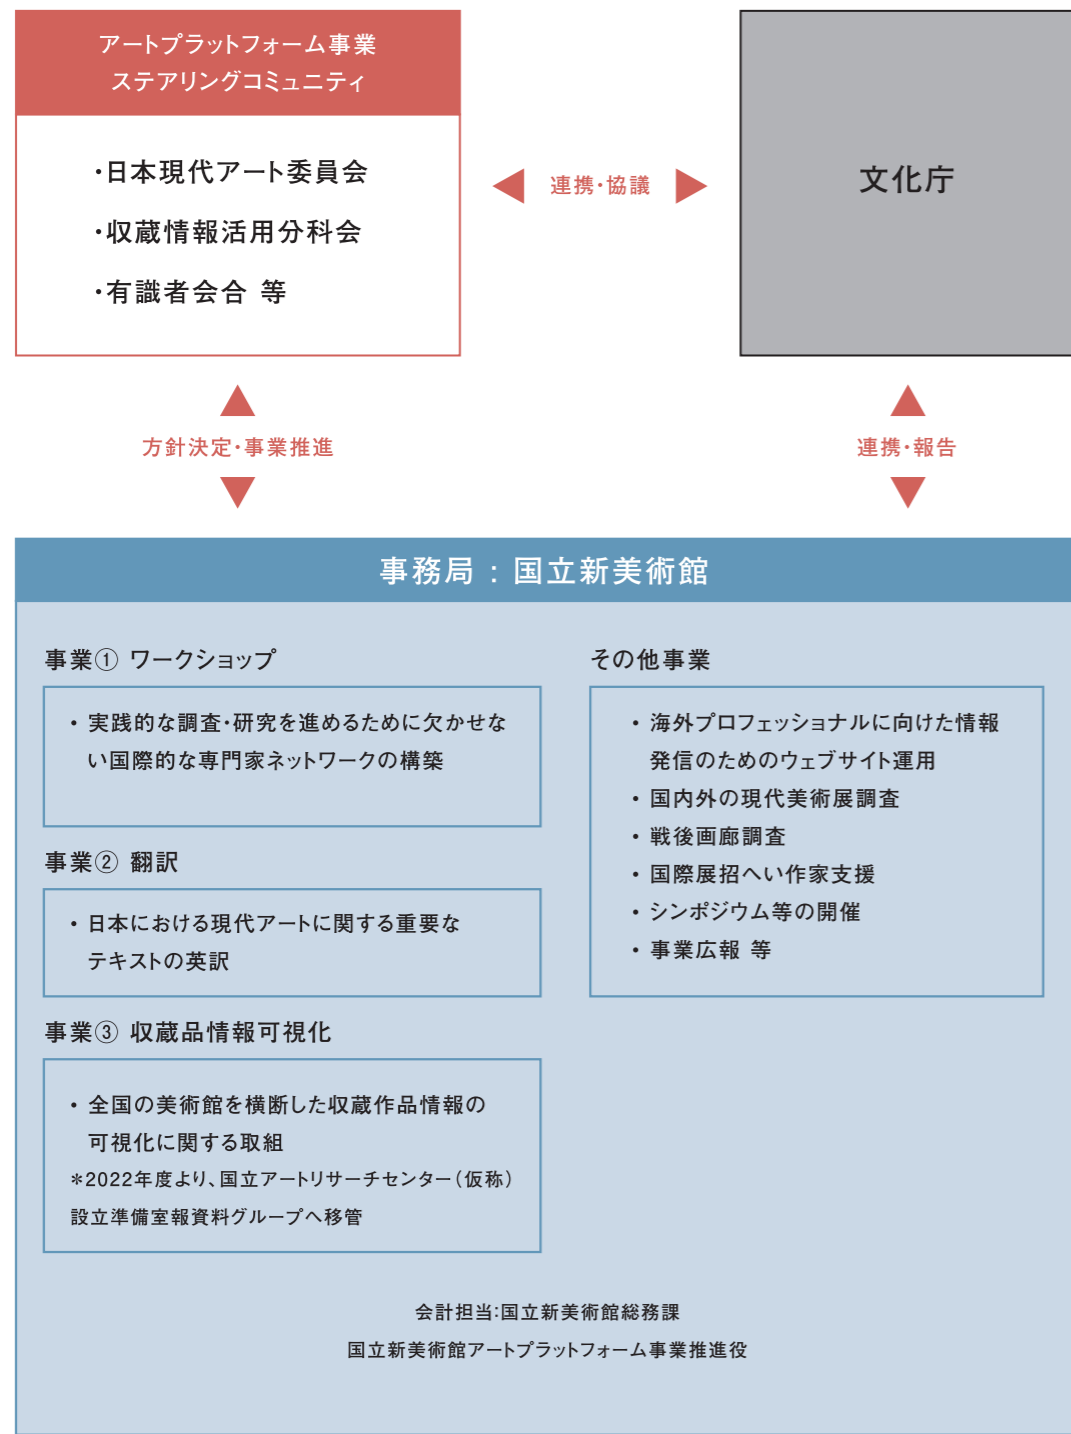 アートプラットフォーム事業
ステアリングコミュニティ
・日本現代アート委員会
・収蔵情報活用分科会
・有識者会合 等
連携・協議
文化庁
方針決定・事業推進
連携・報告
事務局：国立新美術館
事業① ワークショップ
・ 実践的な調査・研究を進めるために欠かせな
い国際的な専門家ネットワークの構築
事業② 翻訳
・ 日本における現代アートに関する重要な
テキストの英訳
事業③ 収蔵品情報可視化
・ 全国の美術館を横断した収蔵作品情報の
可視化に関する取組
＊2022年度より、国立アートリサーチセンター（仮称）
設立準備室報資料グループへ移管
その他事業
・ 海外プロフェッショナルに向けた情報
発信のためのウェブサイト運用
・ 国内外の現代美術展調査
・ 戦後画廊調査
・ 国際展招へい作家支援
・ シンポジウム等の開催
・ 事業広報 等
会計担当:国立新美術館総務課
国立新美術館アートプラットフォーム事業推進役